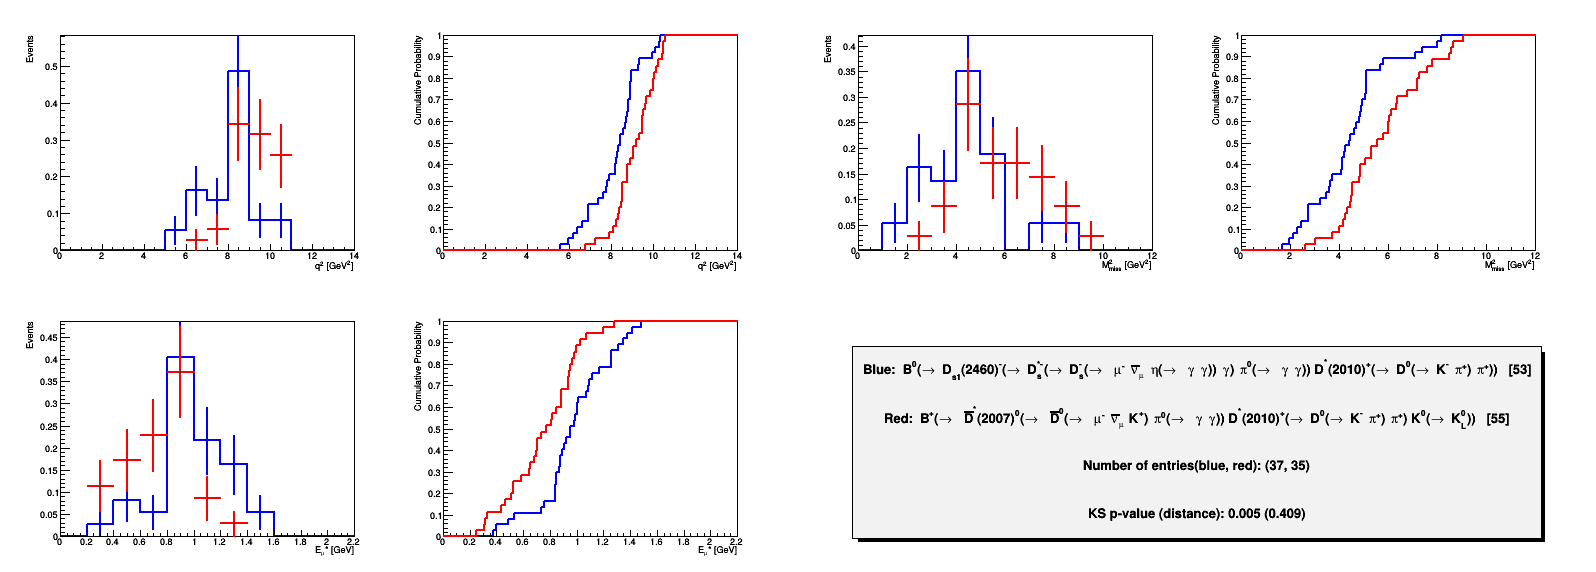 Events
0.5
0.4
0.3
0.2
0.1
0
0 2 4 6 8 10 12 14
q² [GeV²]
Cumulative Probability
1
0.9
0.8
0.7
0.6
0.5
0.4
0.3
0.2
0.1
0
0 2 4 6 8 10 12 14
q² [GeV²]
Events
0.4
0.35
0.3
0.25
0.2
0.15
0.1
0.05
0
0 2 4 6 8 10 12
M²miss [GeV²]
Cumulative Probability
1
0.9
0.8
0.7
0.6
0.5
0.4
0.3
0.2
0.1
0
0 2 4 6 8 10 12
M²miss [GeV²]
Events
0.45
0.4
0.35
0.3
0.25
0.2
0.15
0.1
0.05
0
0 0.2 0.4 0.6 0.8 1 1.2 1.4 1.6 1.8 2 2.2
Eμ* [GeV]
Cumulative Probability
1
0.9
0.8
0.7
0.6
0.5
0.4
0.3
0.2
0.1
0
0 0.2 0.4 0.6 0.8 1 1.2 1.4 1.6 1.8 2 2.2
Eμ* [GeV]
Blue: B⁰(→ Ds1(2460)⁻(→ Ds*⁻(→ Ds⁻(→ μ⁻ ν̅μ η(→ γ γ)) γ) π⁰(→ γ γ)) D*(2010)⁺(→ D⁰(→ K⁻ π⁺) π⁺)) [53]
Red: B⁺(→ D̅*(2007)⁰(→ D̅⁰(→ μ⁻ ν̅μ K⁺) π⁰(→ γ γ)) D*(2010)⁺(→ D⁰(→ K⁻ π⁺) π⁺) K⁰(→ K⁰L)) [55]
Number of entries(blue, red): (37, 35)
KS p-value (distance): 0.005 (0.409)